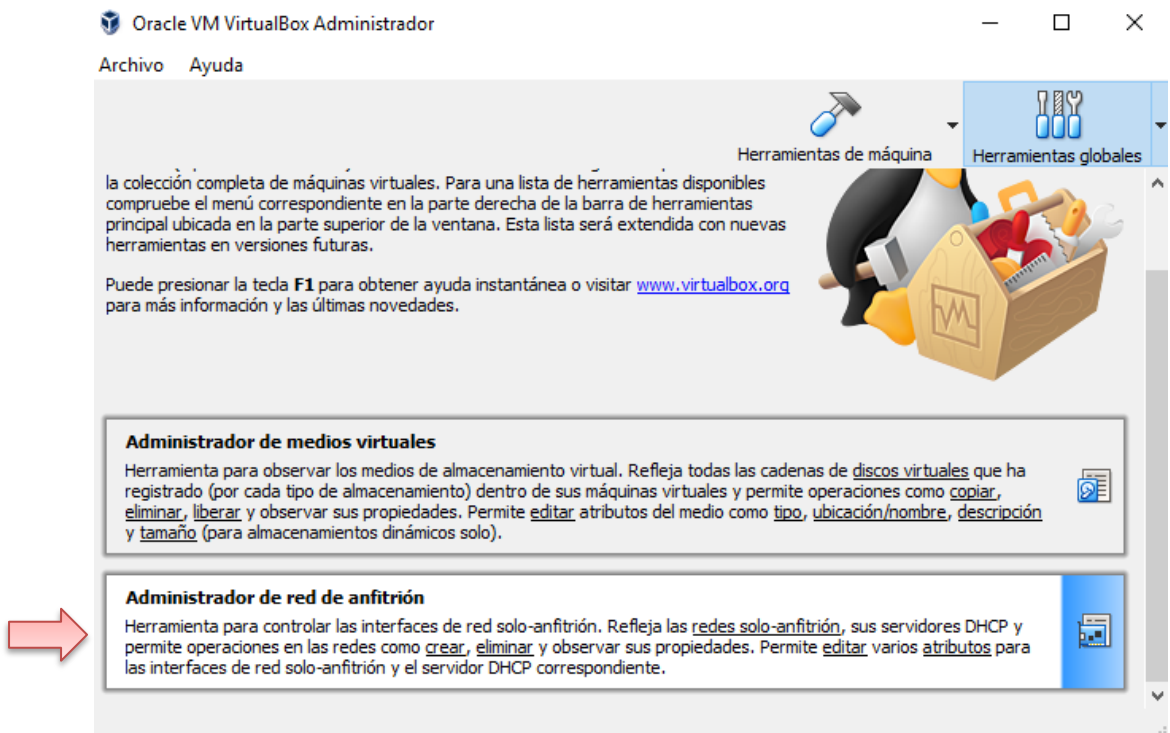 Oracle VM VirtualBox Administrador
Archivo Ayuda
Herramientas de máquina
Herramientas globales
la colección completa de máquinas virtuales. Para una lista de herramientas disponibles
compruebe el menú correspondiente en la parte derecha de la barra de herramientas
principal ubicada en la parte superior de la ventana. Esta lista será extendida con nuevas
herramientas en versiones futuras.
Puede presionar la tecla F1 para obtener ayuda instantánea o visitar www.virtualbox.org
para más información y las últimas novedades.
Administrador de medios virtuales
Herramienta para observar los medios de almacenamiento virtual. Refleja todas las cadenas de discos virtuales que ha
registrado (por cada tipo de almacenamiento) dentro de sus máquinas virtuales y permite operaciones como copiar,
eliminar, liberar y observar sus propiedades. Permite editar atributos del medio como tipo, ubicación/nombre, descripción
y tamaño (para almacenamientos dinámicos solo).
Administrador de red de anfitrión
Herramienta para controlar las interfaces de red solo-anfitrión. Refleja las redes solo-anfitrión, sus servidores DHCP y
permite operaciones en las redes como crear, eliminar y observar sus propiedades. Permite editar varios atributos para
las interfaces de red solo-anfitrión y el servidor DHCP correspondiente.